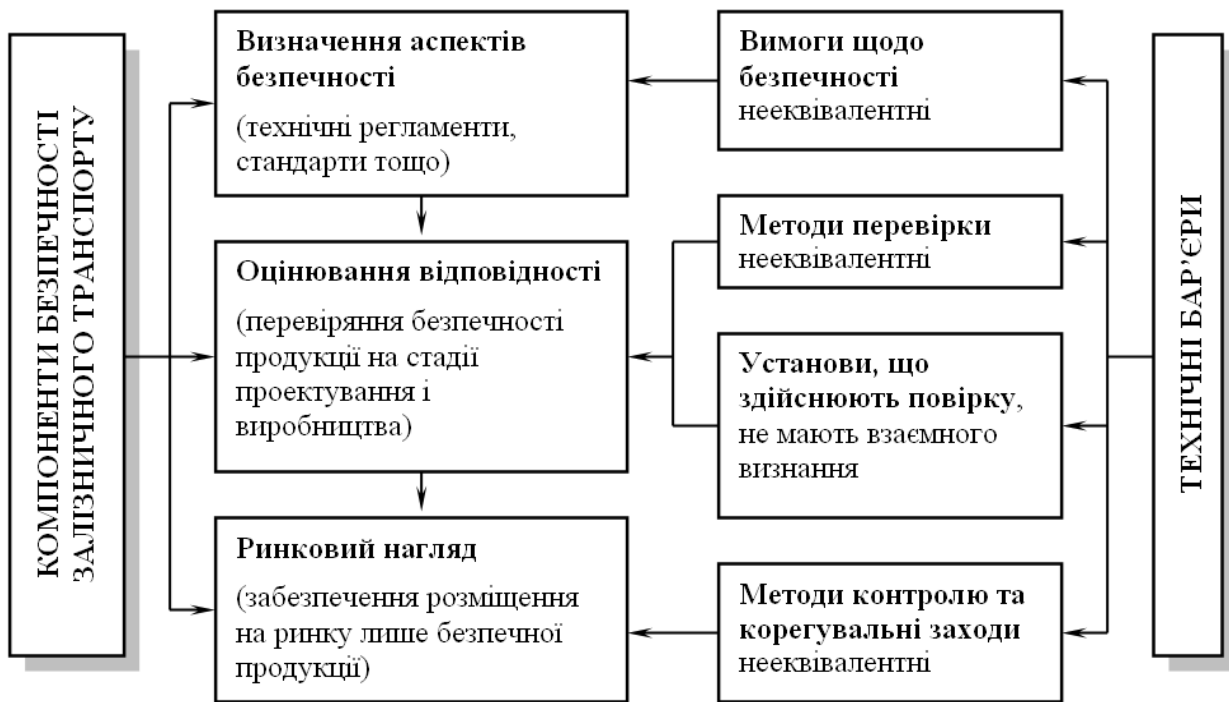 КОМПОНЕНТИ БЕЗПЕЧНОСТІ
ЗАЛІЗНИЧНОГО ТРАНСПОРТУ
Визначення аспектів
безпечності
(технічні регламенти,
стандарти тощо)
Оцінювання відповідності
(перевіряння безпечності
продукції на стадії
проектування і
виробництва)
Ринковий нагляд
(забезпечення розміщення
на ринку лише безпечної
продукції)
Вимоги щодо
безпечності
нееквівалентні
Методи перевірки
нееквівалентні
Установи, що
здійснюють повірку,
не мають взаємного
визнання
Методи контролю та
корегувальні заходи
нееквівалентні
ТЕХНІЧНІ БАР’ЄРИ